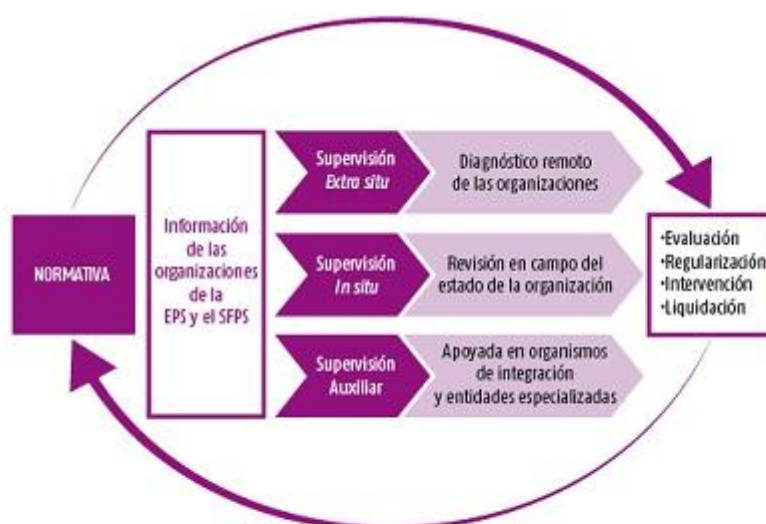 NORMATIVA
Información
de las
organizaciones
de la
EPS y el SFPS
Supervisión
Extra situ
Diagnóstico remoto
de las organizaciones
Supervisión
In situ
Revisión en campo del
estado de la organización
Supervisión
Auxiliar
Apoyada en organismos
de integración
y entidades especializadas
•Evaluación
•Regularización
•Intervención
•Liquidación